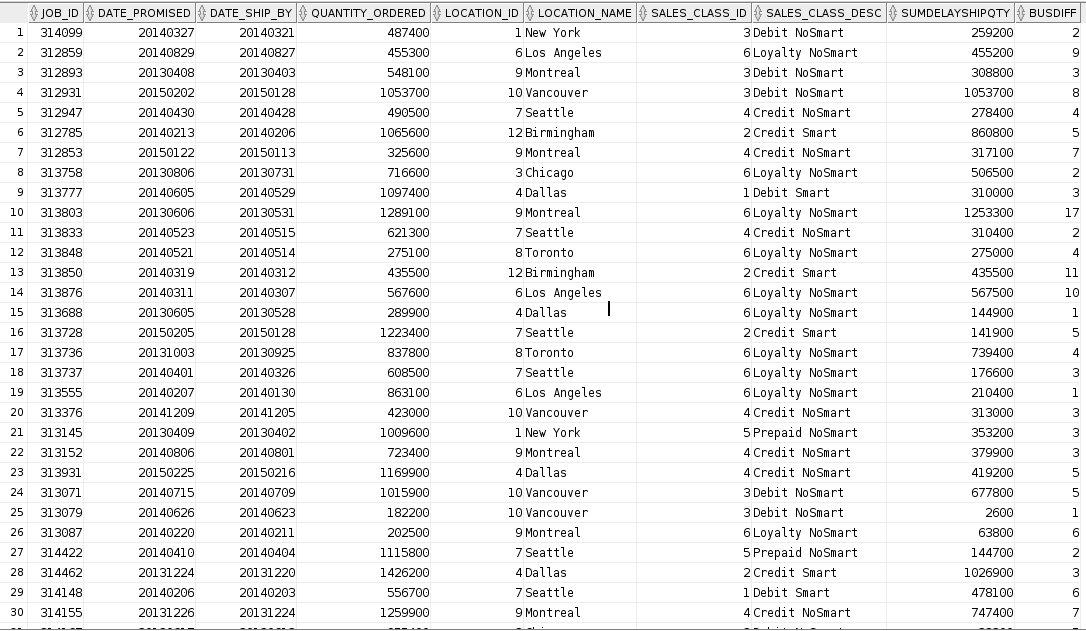 JOB_ID DATE_PROMISED DATE_SHIP_BY QUANTITY_ORDERED LOCATION_ID LOCATION_NAME SALES_CLASS_ID SALES_CLASS_DESC SUMDELAYSHIPQTY BUSDIFF
1 314099 20140327 20140321 487400 1 New York 3 Debit NoSmart 259200 2
2 312859 20140829 20140827 455300 6 Los Angeles 6 Loyalty NoSmart 455200 9
3 312893 20130408 20130403 548100 9 Montreal 3 Debit NoSmart 308800 3
4 312931 20150202 20150128 1053700 10 Vancouver 3 Debit NoSmart 1053700 8
5 312947 20140430 20140428 490500 7 Seattle 4 Credit NoSmart 278400 4
6 312785 20140213 20140206 1065600 12 Birmingham 2 Credit Smart 860800 5
7 312853 20150122 20150113 325600 9 Montreal 4 Credit NoSmart 317100 7
8 313758 20130806 20130731 716600 3 Chicago 6 Loyalty NoSmart 506500 2
9 313777 20140605 20140529 1097400 4 Dallas 1 Debit Smart 310000 3
10 313803 20130606 20130531 1289100 9 Montreal 6 Loyalty NoSmart 1253300 17
11 313833 20140523 20140515 621300 7 Seattle 4 Credit NoSmart 310400 2
12 313848 20140521 20140514 275100 8 Toronto 6 Loyalty NoSmart 275000 4
13 313850 20140319 20140312 435500 12 Birmingham 2 Credit Smart 435500 11
14 313876 20140311 20140307 567600 6 Los Angeles 6 Loyalty NoSmart 567500 10
15 313688 20130605 20130528 289900 4 Dallas 6 Loyalty NoSmart 144900 1
16 313728 20150205 20150128 1223400 7 Seattle 2 Credit Smart 141900 5
17 313736 20131003 20130925 837800 8 Toronto 6 Loyalty NoSmart 739400 4
18 313737 20140401 20140326 608500 7 Seattle 6 Loyalty NoSmart 176600 3
19 313555 20140207 20140130 863100 6 Los Angeles 6 Loyalty NoSmart 210400 1
20 313376 20141209 20141205 423000 10 Vancouver 4 Credit NoSmart 313000 3
21 313145 20130409 20130402 1009600 1 New York 5 Prepaid NoSmart 353200 3
22 313152 20140806 20140801 723400 9 Montreal 4 Credit NoSmart 379900 3
23 313931 20150225 20150216 1169900 4 Dallas 4 Credit NoSmart 419200 5
24 313071 20140715 20140709 1015900 10 Vancouver 3 Debit NoSmart 677800 5
25 313079 20140626 20140623 182200 10 Vancouver 3 Debit NoSmart 2600 1
26 313087 20140220 20140211 202500 9 Montreal 6 Loyalty NoSmart 63800 6
27 314422 20140410 20140404 1115800 7 Seattle 5 Prepaid NoSmart 144700 2
28 314462 20131224 20131220 1426200 4 Dallas 2 Credit Smart 1026900 3
29 314148 20140206 20140203 556700 7 Seattle 1 Debit Smart 478100 6
30 314155 20131226 20131224 1259900 9 Montreal 4 Credit NoSmart 747400 7